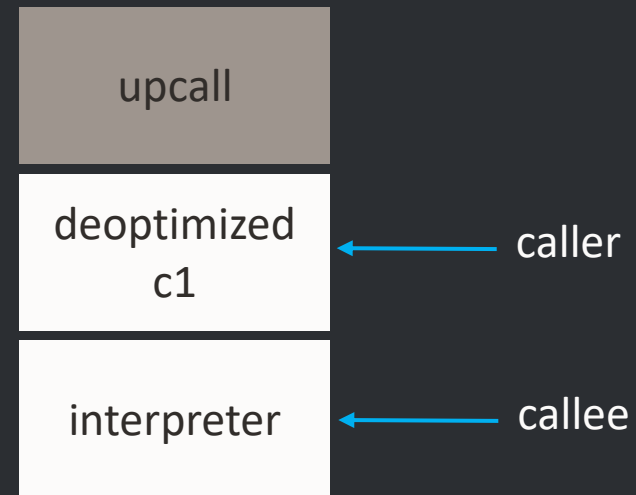 upcall
deoptimized
c1
caller
interpreter
callee